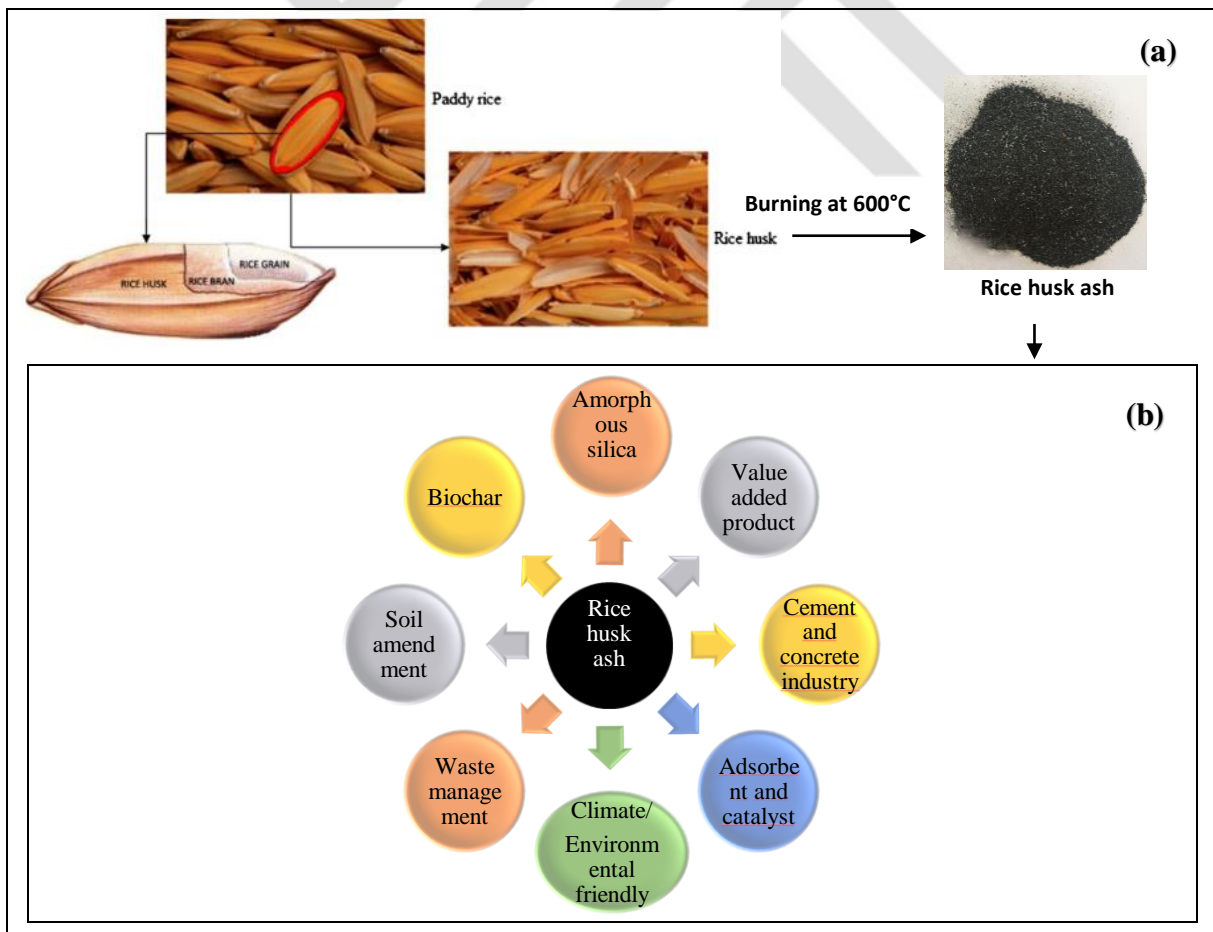 (a)
Paddy rice
RICE GRAIN
RICE HUSK
RICE BRAN
Rice husk
Burning at 600°C
Rice husk ash
(b)
Amorph
ous
silica
Value
added
product
Cement
and
concrete
industry
Adsorbe
nt and
catalyst
Climate/
Environm
ental
friendly
Waste
manage
ment
Soil
amend
ment
Biochar
Rice
husk
ash